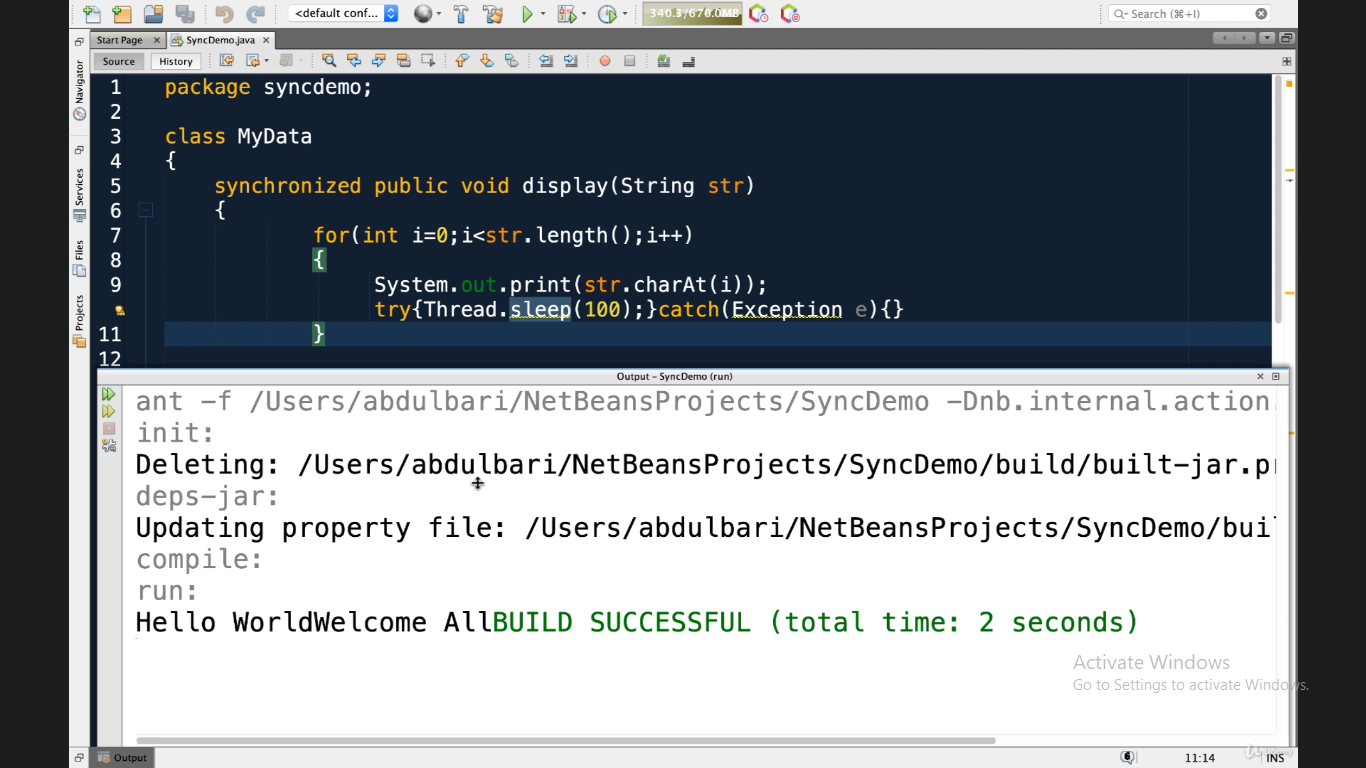 <default conf...
340.3/670.0MB
Search (⌘+I)
Start Page
SyncDemo.java
Source
History
Navigator
Services
Files
Projects
1 package syncdemo;
2
3 class MyData
4 {
5 synchronized public void display(String str)
6 {
7 for(int i=0;i<str.length();i++)
8 {
9 System.out.print(str.charAt(i));
try{Thread.sleep(100);}catch(Exception e){}
11 }
12
Output – SyncDemo (run)
ant -f /Users/abdulbari/NetBeansProjects/SyncDemo -Dnb.internal.action
init:
Deleting: /Users/abdulbari/NetBeansProjects/SyncDemo/build/built-jar.pr
deps-jar:
Updating property file: /Users/abdulbari/NetBeansProjects/SyncDemo/buil
compile:
run:
Hello WorldWelcome AllBUILD SUCCESSFUL (total time: 2 seconds)
Activate Windows
Go to Settings to activate Windows.
Output
6
11:14
INS